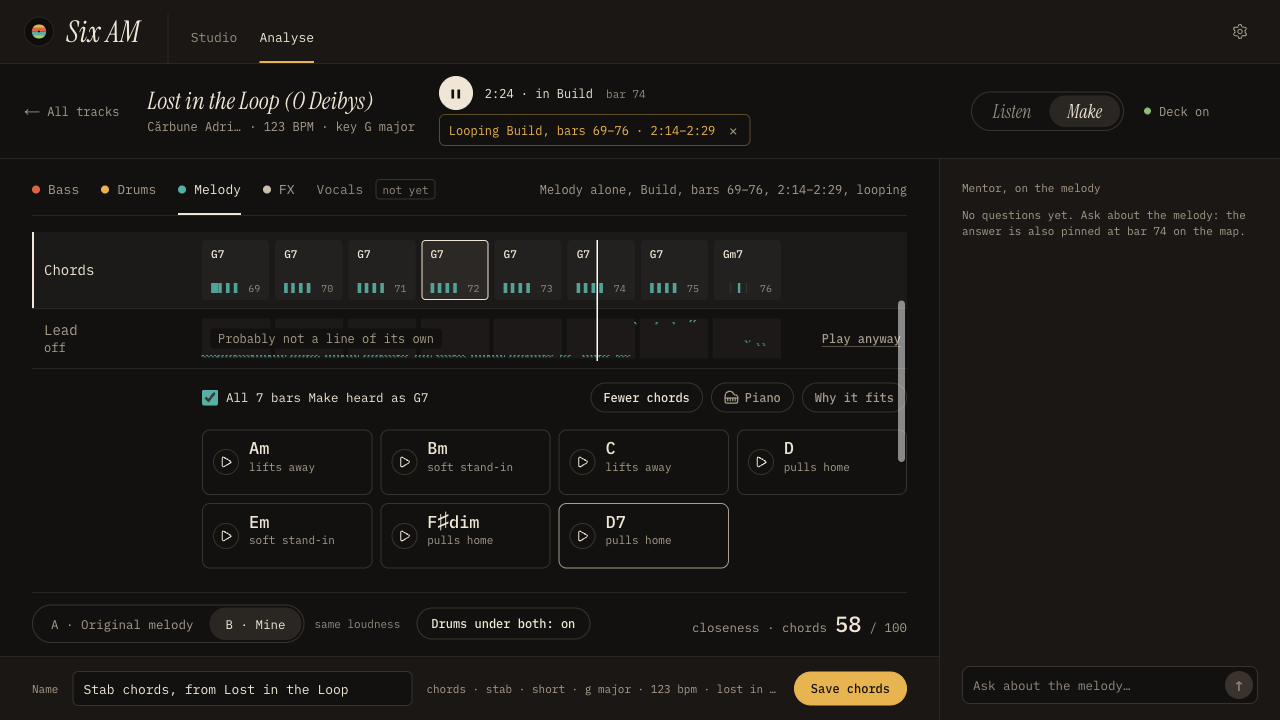 Six AM
Studio
Analyse
← All tracks
Lost in the Loop (O Deibys)
Cărbune Adri… · 123 BPM · key G major
2:24 · in Build bar 74
Looping Build, bars 69–76 · 2:14–2:29 ×
Listen
Make
Deck on
Bass
Drums
Melody
FX
Vocals not yet
Melody alone, Build, bars 69–76, 2:14–2:29, looping
Chords
G7 69
G7 70
G7 71
G7 72
G7 73
G7 74
G7 75
Gm7 76
Lead
off
Probably not a line of its own
Play anyway
All 7 bars Make heard as G7
Fewer chords
Piano
Why it fits
Am
lifts away
Bm
soft stand-in
C
lifts away
D
pulls home
Em
soft stand-in
F♯dim
pulls home
D7
pulls home
A · Original melody
B · Mine
same loudness
Drums under both: on
closeness · chords 58 / 100
Name
Stab chords, from Lost in the Loop
chords · stab · short · g major · 123 bpm · lost in …
Save chords
Mentor, on the melody
No questions yet. Ask about the melody: the
answer is also pinned at bar 74 on the map.
Ask about the melody…
↑